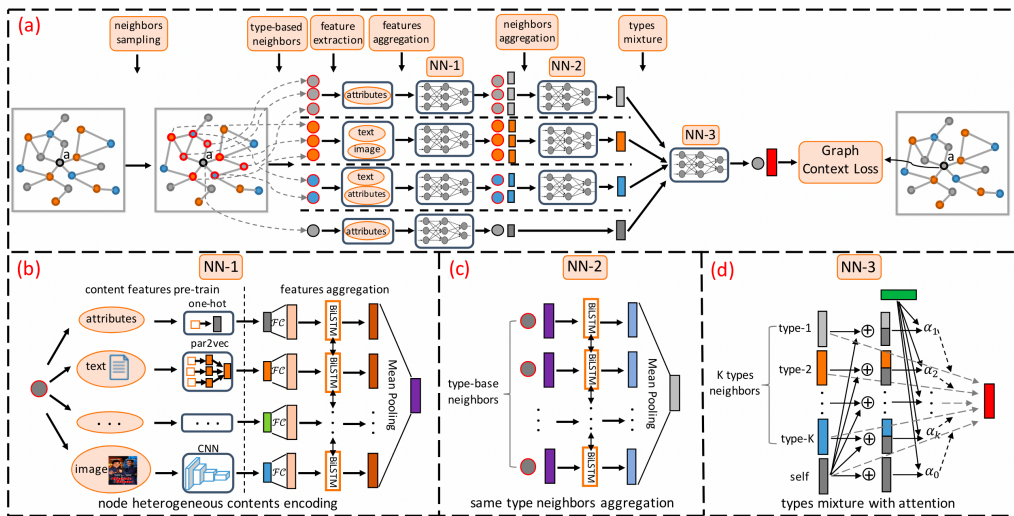 (a)
neighbors
sampling
type-based
neighbors
feature
extraction
features
aggregation
neighbors
aggregation
types
mixture
NN-1
NN-2
NN-3
a
a
a
attributes
text
image
text
attributes
attributes
Graph
Context Loss
(b)
NN-1
content features pre-train
features aggregation
attributes
one-hot
text
par2vec
. . . .
. . . .
image
CNN
FC
FC
FC
FC
BiLSTM
BiLSTM
BiLSTM
Mean Pooling
node heterogeneous contents encoding
(c)
NN-2
type-base
neighbors
BiLSTM
BiLSTM
BiLSTM
Mean Pooling
same type neighbors aggregation
(d)
NN-3
K types
neighbors
type-1
type-2
type-K
self
α1
α2
αk
α0
types mixture with attention